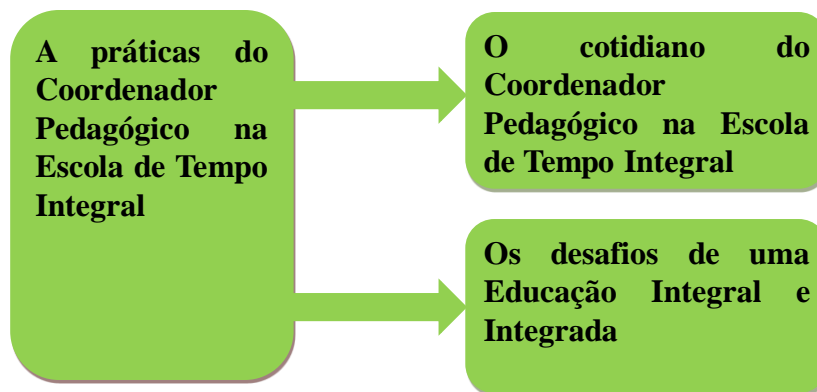 A práticas do
Coordenador
Pedagógico na
Escola de Tempo
Integral
O cotidiano do
Coordenador
Pedagógico na Escola
de Tempo Integral
Os desafios de uma
Educação Integral e
Integrada